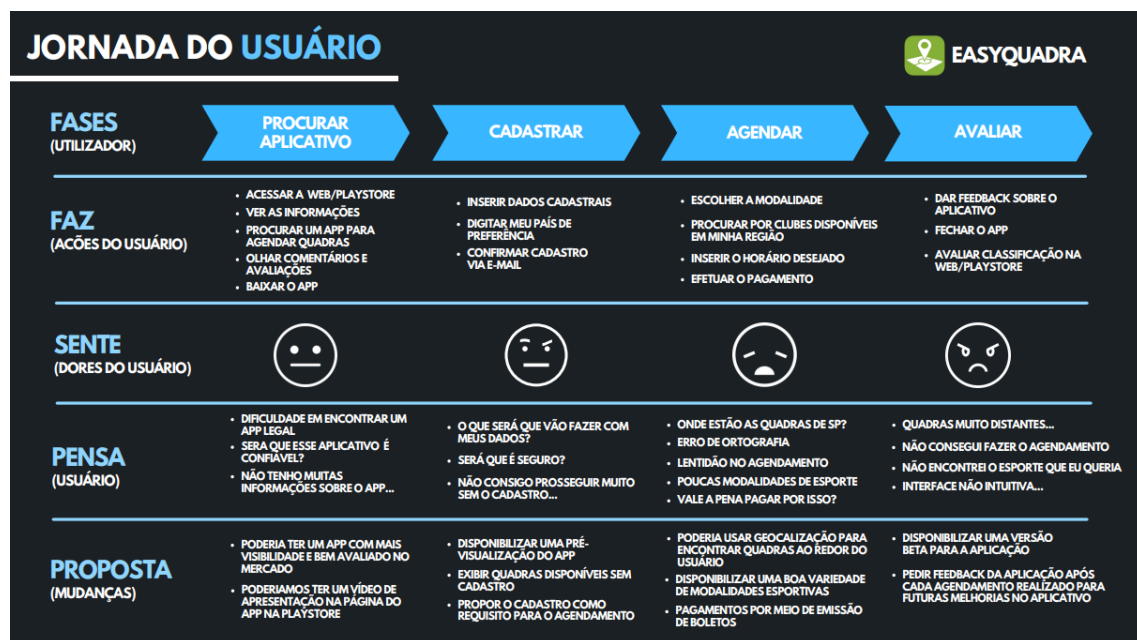 JORNADA DO USUÁRIO
EASYQUADRA
FASES
(UTILIZADOR)
PROCURAR
APLICATIVO
CADASTRAR
AGENDAR
AVALIAR
FAZ
(ACÕES DO USUÁRIO)
• ACESSAR A WEB/PLAYSTORE
• VER AS INFORMAÇÕES
• PROCURAR UM APP PARA
AGENDAR QUADRAS
• OLHAR COMENTÁRIOS E
AVALIAÇÕES
• BAIXAR O APP
• INSERIR DADOS CADASTRAIS
• DIGITAR MEU PAÍS DE
PREFERÊNCIA
• CONFIRMAR CADASTRO
VIA E-MAIL
• ESCOLHER A MODALIDADE
• PROCURAR POR CLUBES DISPONÍVEIS
EM MINHA REGIÃO
• INSERIR O HORÁRIO DESEJADO
• EFETUAR O PAGAMENTO
• DAR FEEDBACK SOBRE O
APLICATIVO
• FECHAR O APP
• AVALIAR CLASSIFICAÇÃO NA
WEB/PLAYSTORE
SENTE
(DORES DO USUÁRIO)
PENSA
(USUÁRIO)
• DIFICULDADE EM ENCONTRAR UM
APP LEGAL
• SERA QUE ESSE APLICATIVO É
CONFIÁVEL?
• NÃO TENHO MUITAS
INFORMAÇÕES SOBRE O APP...
• O QUE SERÁ QUE VÃO FAZER COM
MEUS DADOS?
• SERÁ QUE É SEGURO?
• NÃO CONSIGO PROSSEGUIR MUITO
SEM O CADASTRO...
• ONDE ESTÃO AS QUADRAS DE SP?
• ERRO DE ORTOGRAFIA
• LENTIDÃO NO AGENDAMENTO
• POUCAS MODALIDADES DE ESPORTE
• VALE A PENA PAGAR POR ISSO?
• QUADRAS MUITO DISTANTES...
• NÃO CONSEGUI FAZER O AGENDAMENTO
• NÃO ENCONTREI O ESPORTE QUE EU QUERIA
• INTERFACE NÃO INTUITIVA...
PROPOSTA
(MUDANÇAS)
• PODERIA TER UM APP COM MAIS
VISIBILIDADE E BEM AVALIADO NO
MERCADO
• PODERIAMOS TER UM VÍDEO DE
APRESENTAÇÃO NA PÁGINA DO
APP NA PLAYSTORE
• DISPONIBILIZAR UMA PRÉ-
VISUALIZAÇÃO DO APP
• EXIBIR QUADRAS DISPONÍVEIS SEM
CADASTRO
• PROPOR O CADASTRO COMO
REQUISITO PARA O AGENDAMENTO
• PODERIA USAR GEOCALIZAÇÃO PARA
ENCONTRAR QUADRAS AO REDOR DO
USUÁRIO
• DISPONIBILIZAR UMA BOA VARIEDADE
DE MODALIDADES ESPORTIVAS
• PAGAMENTOS POR MEIO DE EMISSÃO
DE BOLETOS
• DISPONIBILIZAR UMA VERSÃO
BETA PARA A APLICAÇÃO
• PEDIR FEEDBACK DA APLICAÇÃO APÓS
CADA AGENDAMENTO REALIZADO PARA
FUTURAS MELHORIAS NO APLICATIVO